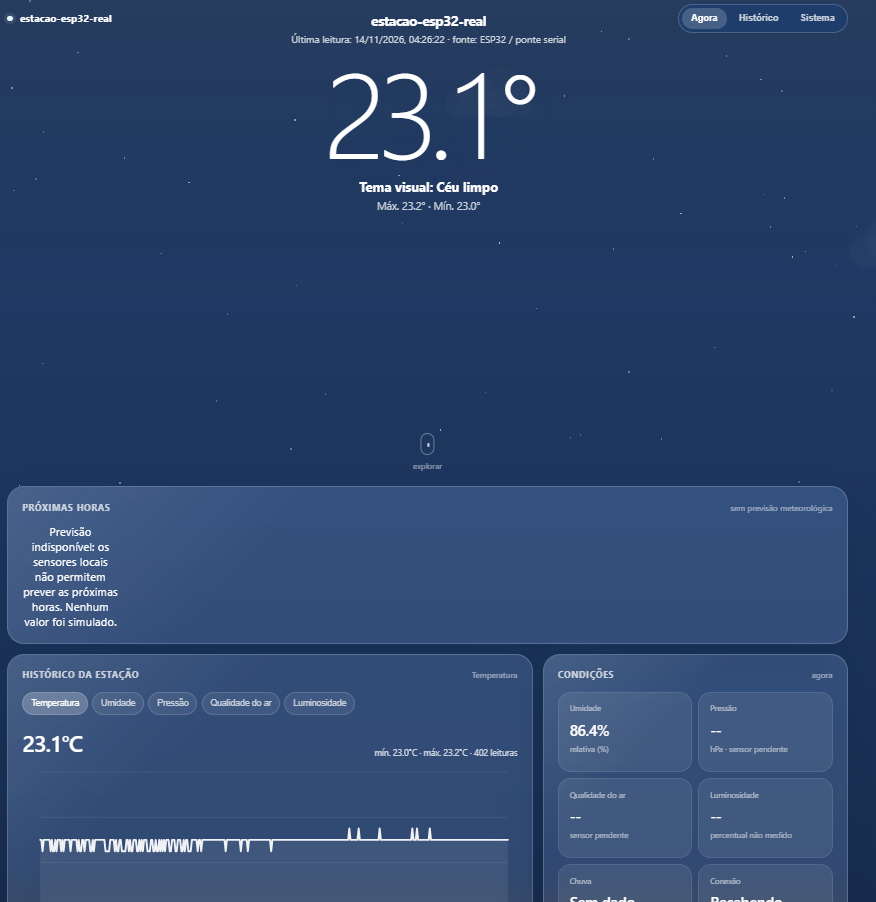 estacao-esp32-real
estacao-esp32-real
Agora
Histórico
Sistema
Última leitura: 14/11/2026, 04:26:22 · fonte: ESP32 / ponte serial
23.1°
Tema visual: Céu limpo
Máx. 23.2° · Mín. 23.0°
explorar
PRÓXIMAS HORAS
sem previsão meteorológica
Previsão
indisponível: os
sensores locais
não permitem
prever as próximas
horas. Nenhum
valor foi simulado.
HISTÓRICO DA ESTAÇÃO
Temperatura
Temperatura
Umidade
Pressão
Qualidade do ar
Luminosidade
23.1°C
mín. 23.0°C · máx. 23.2°C · 402 leituras
CONDIÇÕES
agora
Umidade
86.4%
relativa (%)
Pressão
--
hPa · sensor pendente
Qualidade do ar
--
sensor pendente
Luminosidade
--
percentual não medido
Chuva
Sem dado
Conexão
Recebendo